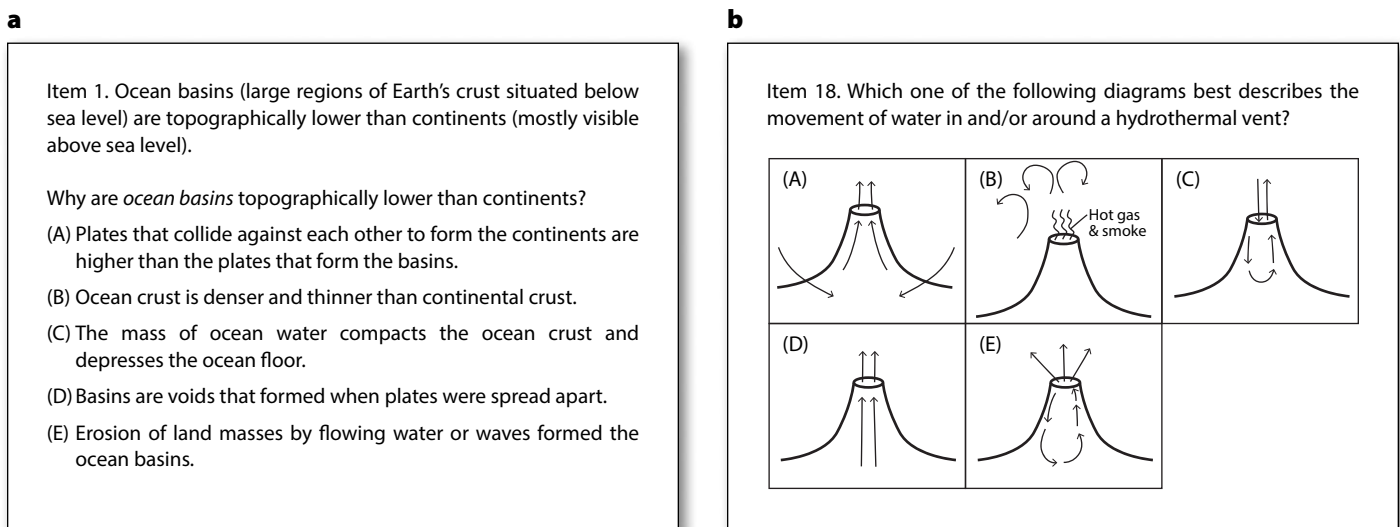 a
Item 1. Ocean basins (large regions of Earth's crust situated below
sea level) are topographically lower than continents (mostly visible
above sea level).
Why are ocean basins topographically lower than continents?
(A) Plates that collide against each other to form the continents are
higher than the plates that form the basins.
(B) Ocean crust is denser and thinner than continental crust.
(C) The mass of ocean water compacts the ocean crust and
depresses the ocean floor.
(D) Basins are voids that formed when plates were spread apart.
(E) Erosion of land masses by flowing water or waves formed the
ocean basins.
b
Item 18. Which one of the following diagrams best describes the
movement of water in and/or around a hydrothermal vent?
(A)
(B)
Hot gas
& smoke
(C)
(D)
(E)